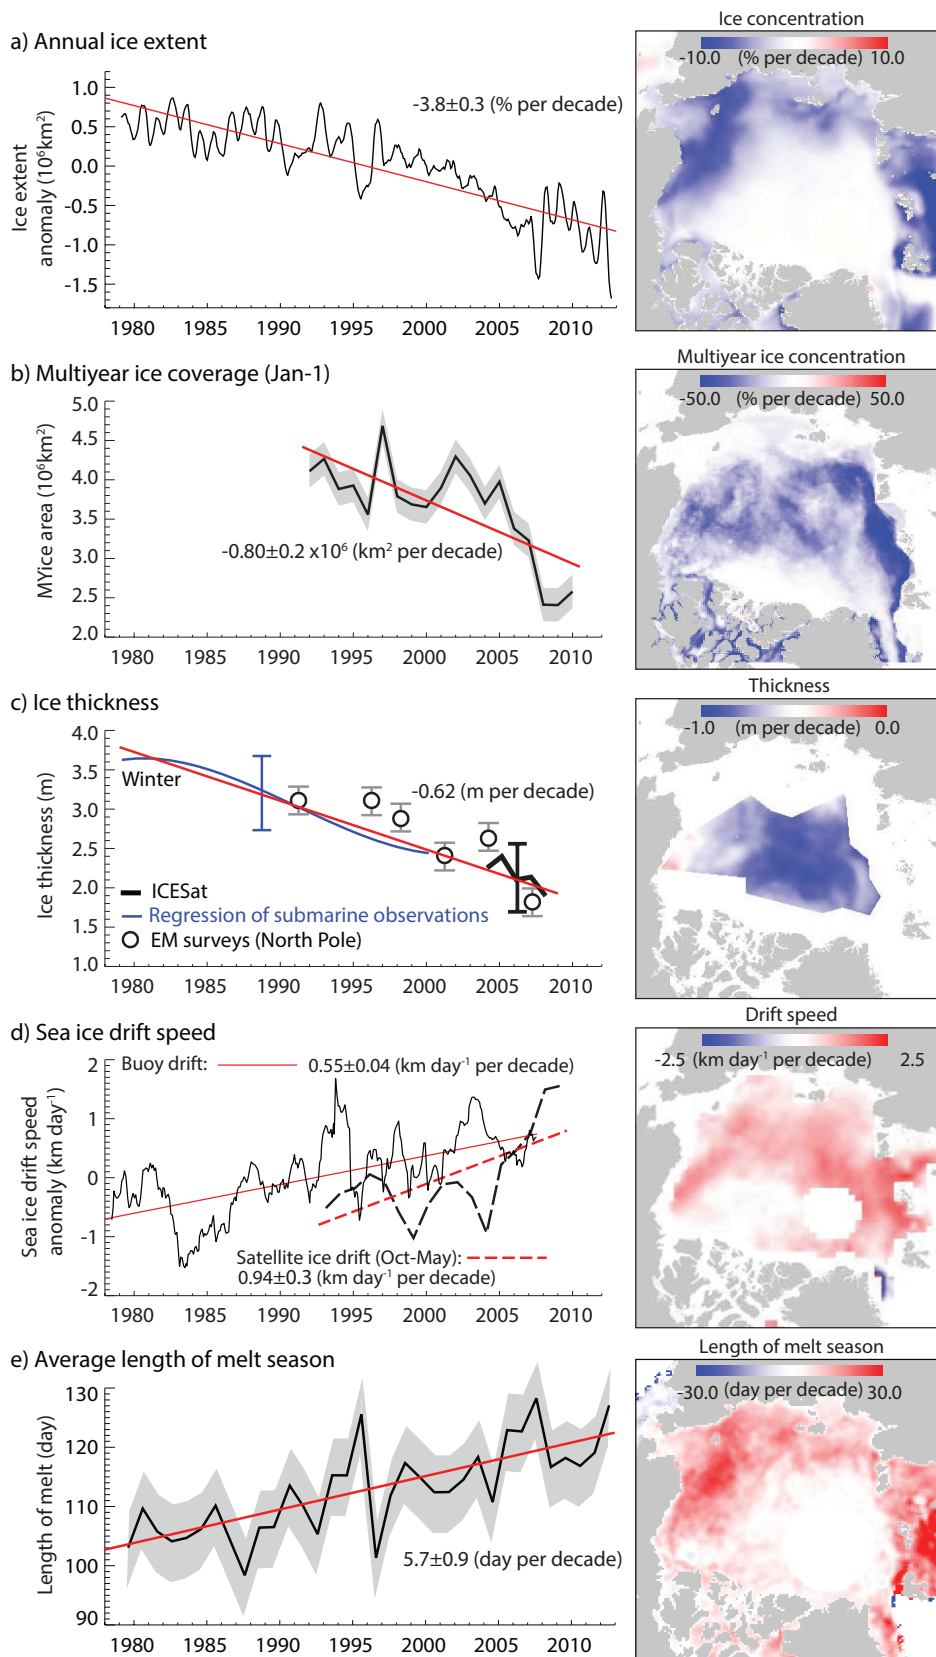 a) Annual ice extent
1.0
0.5
0.0
-0.5
-1.0
-1.5
Ice extent
anomaly (10⁶km²)
-3.8±0.3 (% per decade)
1980 1985 1990 1995 2000 2005 2010
Ice concentration
-10.0 (% per decade) 10.0
b) Multiyear ice coverage (Jan-1)
5.0
4.5
4.0
3.5
3.0
2.5
2.0
MYice area (10⁶km²)
-0.80±0.2 x10⁶ (km² per decade)
1980 1985 1990 1995 2000 2005 2010
Multiyear ice concentration
-50.0 (% per decade) 50.0
c) Ice thickness
4.0
3.5
3.0
2.5
2.0
1.5
1.0
Ice thickness (m)
Winter
-0.62 (m per decade)
ICESat
Regression of submarine observations
EM surveys (North Pole)
1980 1985 1990 1995 2000 2005 2010
Thickness
-1.0 (m per decade) 0.0
d) Sea ice drift speed
2
1
0
-1
-2
Sea ice drift speed
anomaly (km day⁻¹)
Buoy drift: 0.55±0.04 (km day⁻¹ per decade)
Satellite ice drift (Oct-May):
0.94±0.3 (km day⁻¹ per decade)
1980 1985 1990 1995 2000 2005 2010
Drift speed
-2.5 (km day⁻¹ per decade) 2.5
e) Average length of melt season
130
120
110
100
90
Length of melt (day)
5.7±0.9 (day per decade)
1980 1985 1990 1995 2000 2005 2010
Length of melt season
-30.0 (day per decade) 30.0